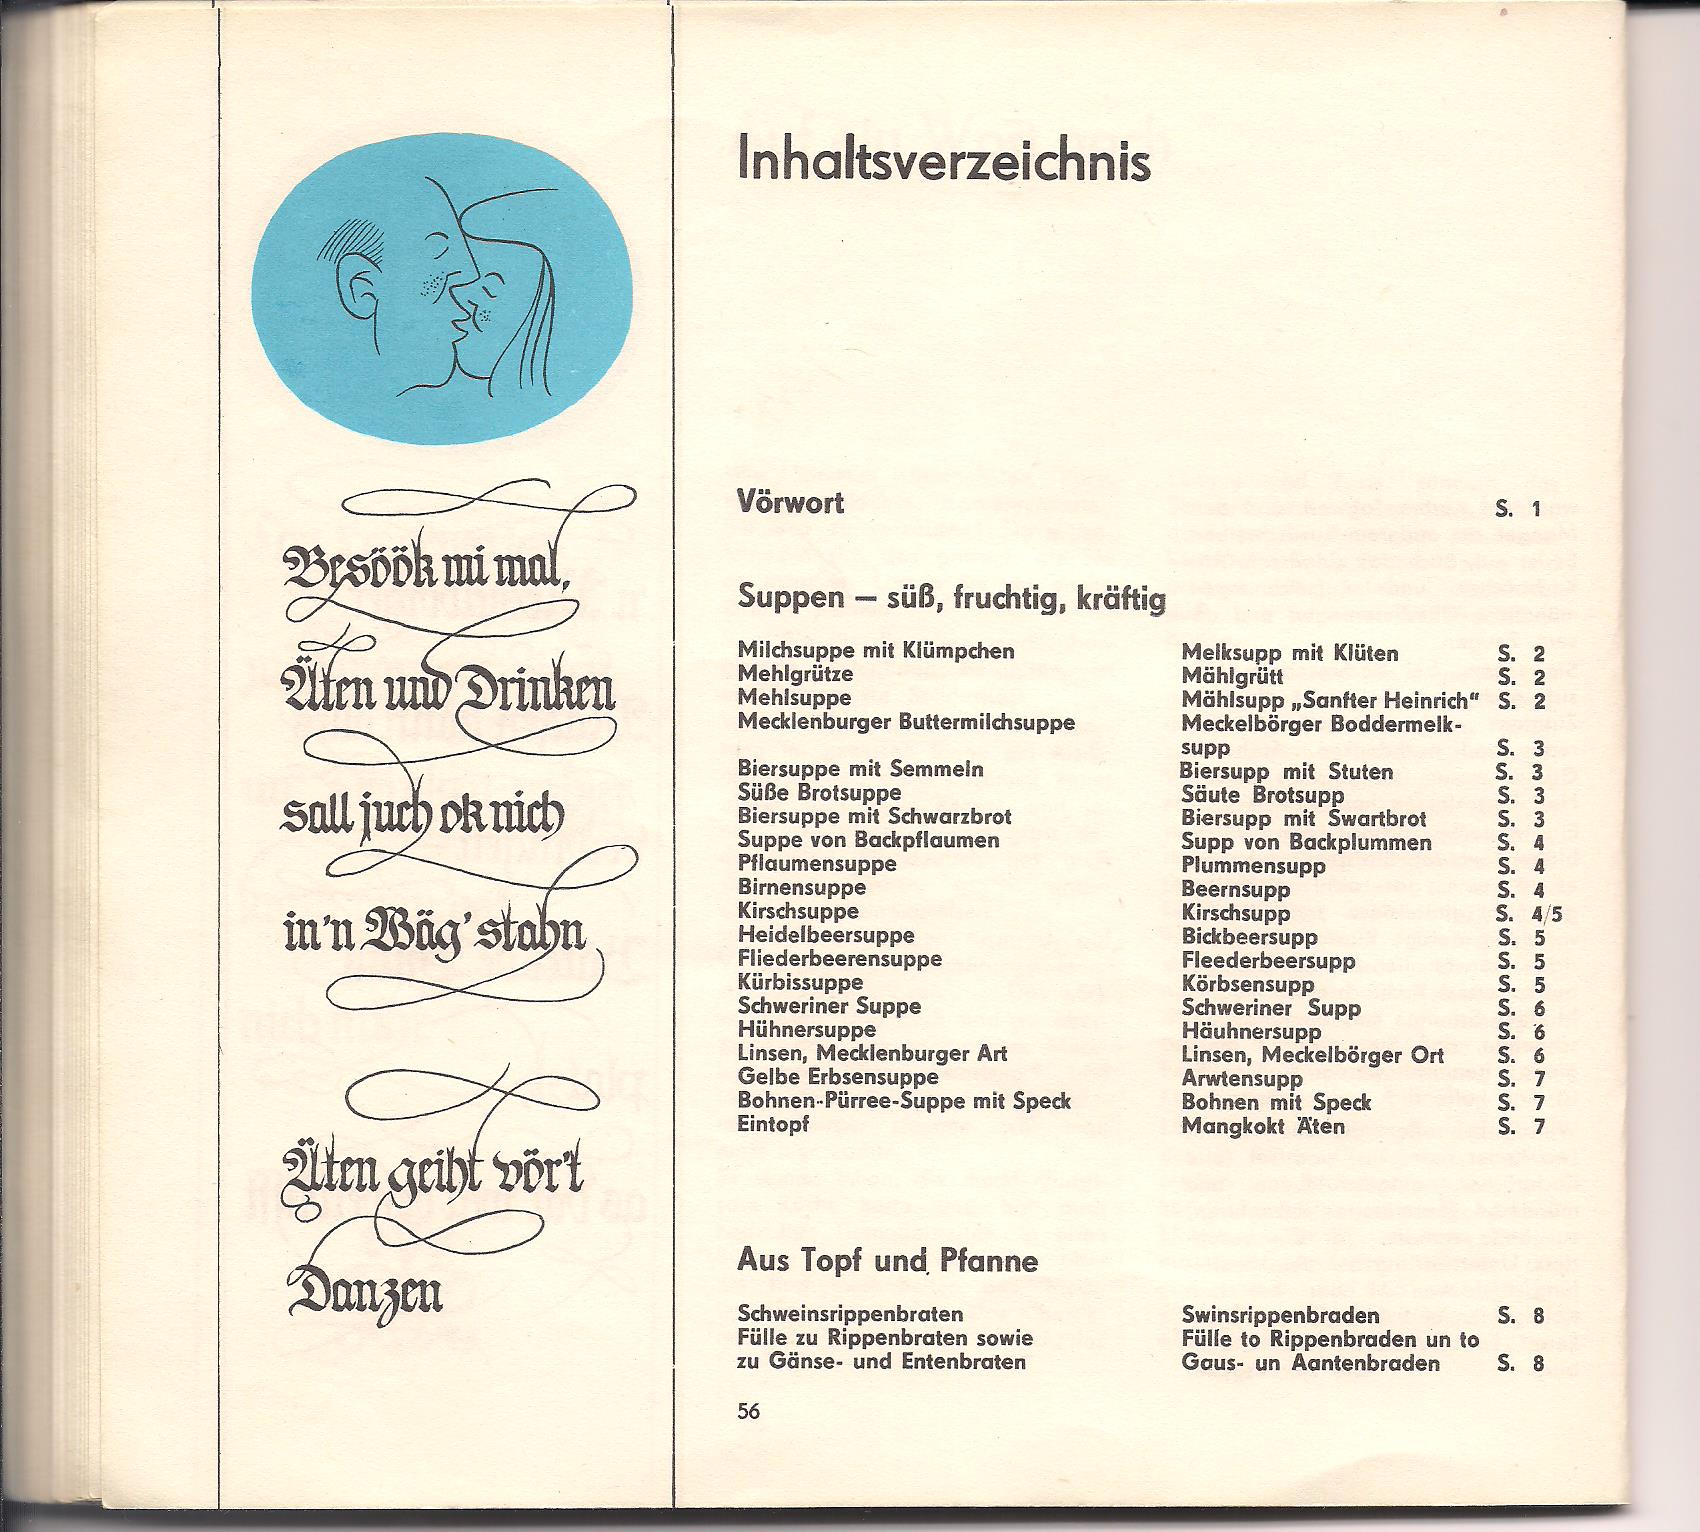 Besöök mi mal,
Äten und Drinken
sall juch ok nich
in'n Wäg' stahn
Äten geiht vör't
Danzen
Inhaltsverzeichnis
Vörwort S. 1
Suppen — süß, fruchtig, kräftig
Milchsuppe mit Klümpchen Melksupp mit Klüten S. 2
Mehlgrütze Mählgrütt S. 2
Mehlsuppe Mählsupp „Sanfter Heinrich“ S. 2
Mecklenburger Buttermilchsuppe Meckelbörger Boddermelk-
supp S. 3
Biersuppe mit Semmeln Biersupp mit Stuten S. 3
Süße Brotsuppe Säute Brotsupp S. 3
Biersuppe mit Schwarzbrot Biersupp mit Swartbrot S. 3
Suppe von Backpflaumen Supp von Backplummen S. 4
Pflaumensuppe Plummensupp S. 4
Birnensuppe Beernsupp S. 4
Kirschsuppe Kirschsupp S. 4/5
Heidelbeersuppe Bickbeersupp S. 5
Fliederbeerensuppe Fleederbeersupp S. 5
Kürbissuppe Körbsensupp S. 5
Schweriner Suppe Schweriner Supp S. 6
Hühnersuppe Häuhnersupp S. 6
Linsen, Mecklenburger Art Linsen, Meckelbörger Ort S. 6
Gelbe Erbsensuppe Arwtensupp S. 7
Bohnen-Pürree-Suppe mit Speck Bohnen mit Speck S. 7
Eintopf Mangkokt Äten S. 7
Aus Topf und Pfanne
Schweinsrippenbraten Swinsrippenbraden S. 8
Fülle zu Rippenbraten sowie Fülle to Rippenbraden un to
zu Gänse- und Entenbraten Gaus- un Aantenbraden S. 8
56